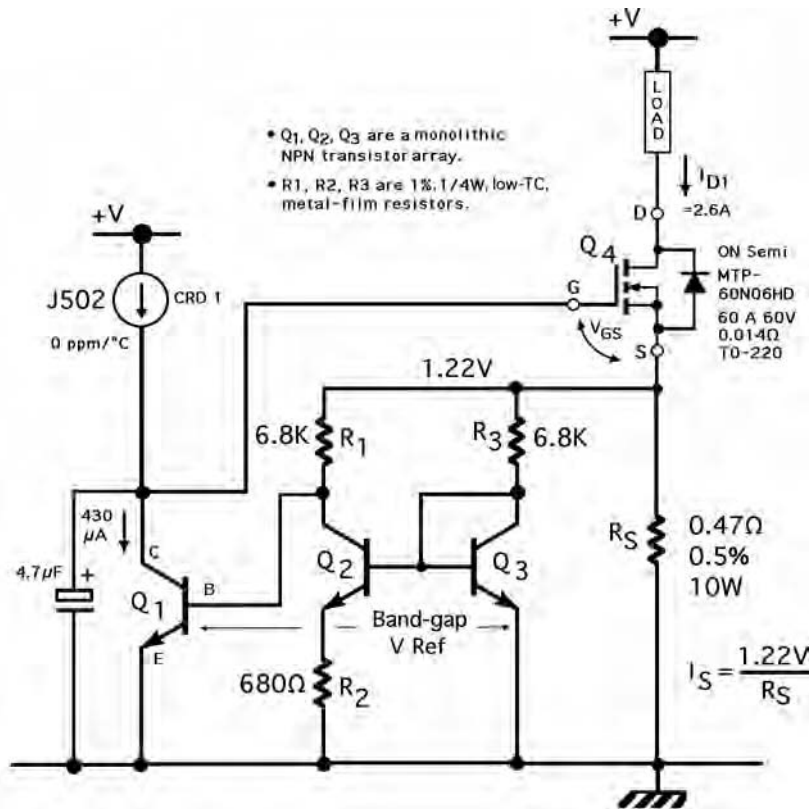 +V
LOAD
• Q1, Q2, Q3 are a monolithic
NPN transistor array.
• R1, R2, R3 are 1%, 1/4W, low-TC,
metal-film resistors.
ID1
=2.6A
D
+V
J502
CRD 1
0 ppm/°C
Q4
G
VGS
S
ON Semi
MTP-
60N06HD
60 A 60V
0.014Ω
TO-220
1.22V
6.8K
R1
R3
6.8K
430
µA
C
4.7µF
+
Q1
B
E
Q2
Q3
Band-gap
V Ref
RS
0.47Ω
0.5%
10W
680Ω
R2
IS = 1.22V
RS